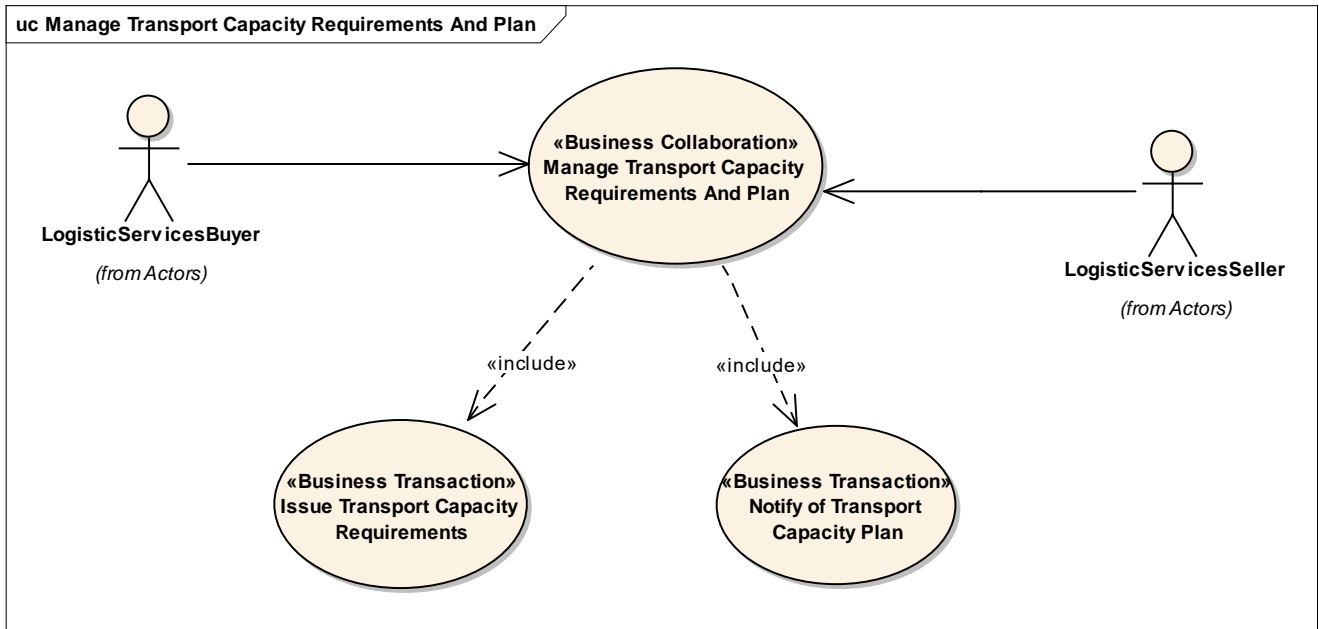 uc Manage Transport Capacity Requirements And Plan
«Business Collaboration»
Manage Transport Capacity
Requirements And Plan
LogisticServicesBuyer
(from Actors)
LogisticServicesSeller
(from Actors)
«include»
«include»
«Business Transaction»
Issue Transport Capacity
Requirements
«Business Transaction»
Notify of Transport
Capacity Plan